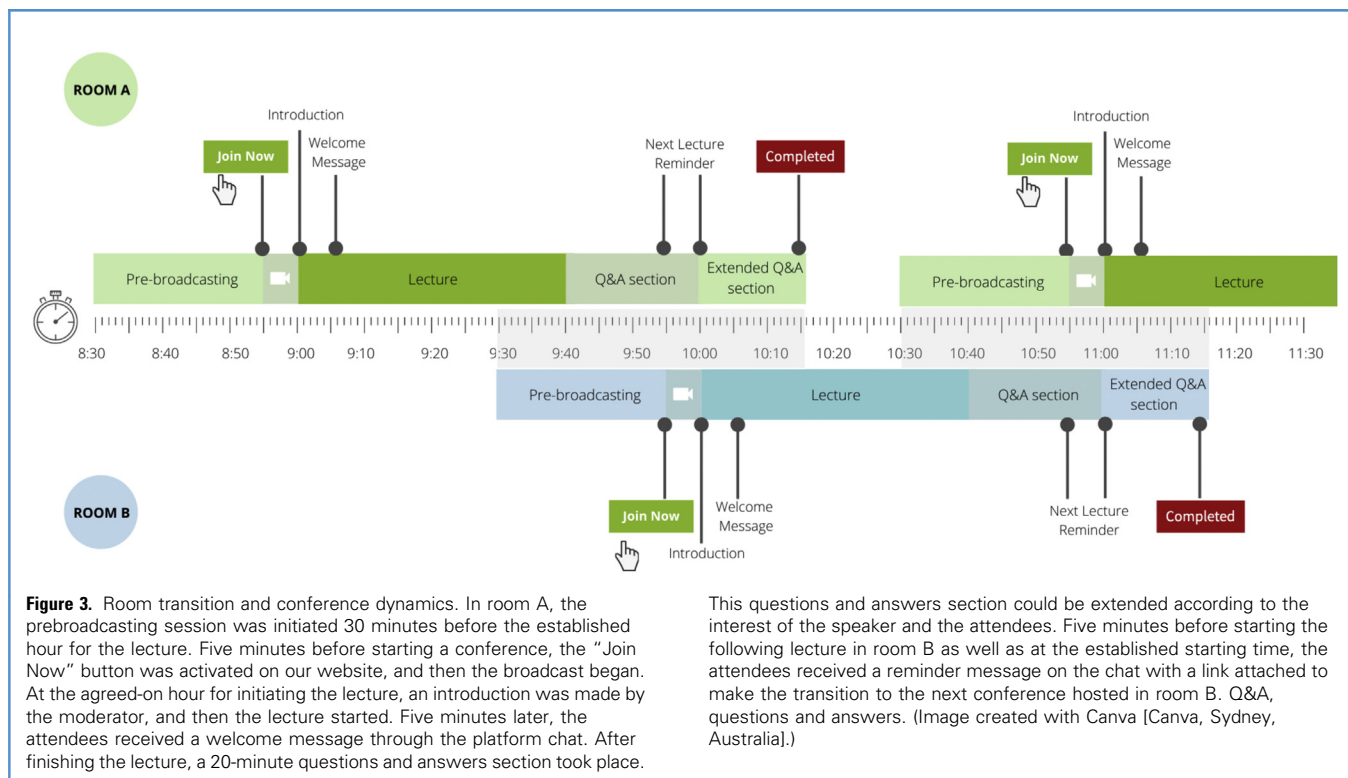 ROOM A
Introduction
Join Now
Welcome
Message
Next Lecture
Reminder
Completed
Introduction
Join Now
Welcome
Message
Pre-broadcasting
Lecture
Q&A section
Extended Q&A
section
Pre-broadcasting
Lecture
8:30 8:40 8:50 9:00 9:10 9:20 9:30 9:40 9:50 10:00 10:10 10:20 10:30 10:40 10:50 11:00 11:10 11:20 11:30
Pre-broadcasting
Lecture
Q&A section
Extended Q&A
section
ROOM B
Join Now
Welcome
Message
Introduction
Next Lecture
Reminder
Completed
Figure 3. Room transition and conference dynamics. In room A, the
prebroadcasting session was initiated 30 minutes before the established
hour for the lecture. Five minutes before starting a conference, the “Join
Now” button was activated on our website, and then the broadcast began.
At the agreed-on hour for initiating the lecture, an introduction was made by
the moderator, and then the lecture started. Five minutes later, the
attendees received a welcome message through the platform chat. After
finishing the lecture, a 20-minute questions and answers section took place.
This questions and answers section could be extended according to the
interest of the speaker and the attendees. Five minutes before starting the
following lecture in room B as well as at the established starting time, the
attendees received a reminder message on the chat with a link attached to
make the transition to the next conference hosted in room B. Q&A,
questions and answers. (Image created with Canva [Canva, Sydney,
Australia].)